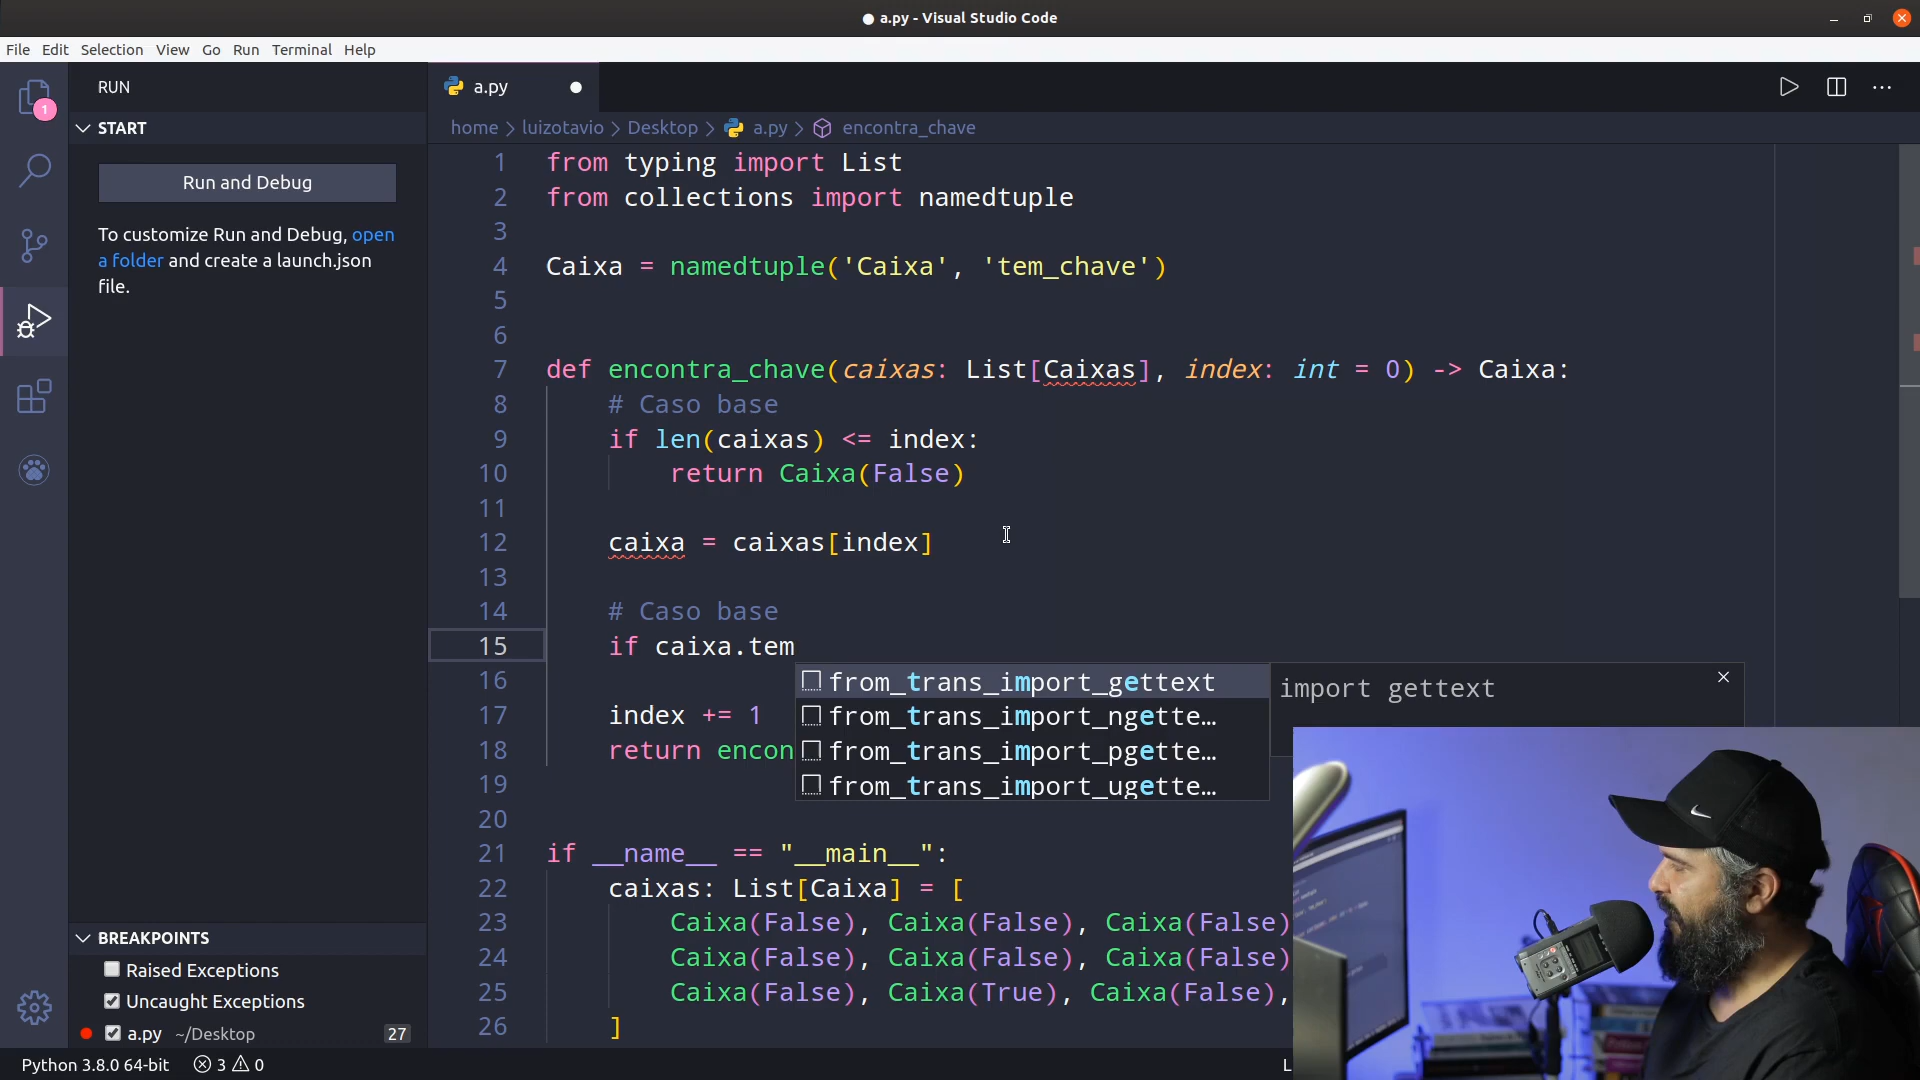 a.py - Visual Studio Code
File Edit Selection View Go Run Terminal Help
1
RUN
START
Run and Debug
To customize Run and Debug, open
a folder and create a launch.json
file.
BREAKPOINTS
Raised Exceptions
Uncaught Exceptions
a.py ~/Desktop 27
a.py
home > luizotavio > Desktop > a.py > encontra_chave
1 from typing import List
2 from collections import namedtuple
3
4 Caixa = namedtuple('Caixa', 'tem_chave')
5
6
7 def encontra_chave(caixas: List[Caixas], index: int = 0) -> Caixa:
8 # Caso base
9 if len(caixas) <= index:
10 return Caixa(False)
11
12 caixa = caixas[index]
13
14 # Caso base
15 if caixa.tem
16
17 index += 1
18 return encon
19
20
21 if __name__ == "__main__":
22 caixas: List[Caixa] = [
23 Caixa(False), Caixa(False), Caixa(False)
24 Caixa(False), Caixa(False), Caixa(False)
25 Caixa(False), Caixa(True), Caixa(False),
26 ]
from_trans_import_gettext
from_trans_import_ngette…
from_trans_import_pgette…
from_trans_import_ugette…
import gettext
Python 3.8.0 64-bit 3 0
L